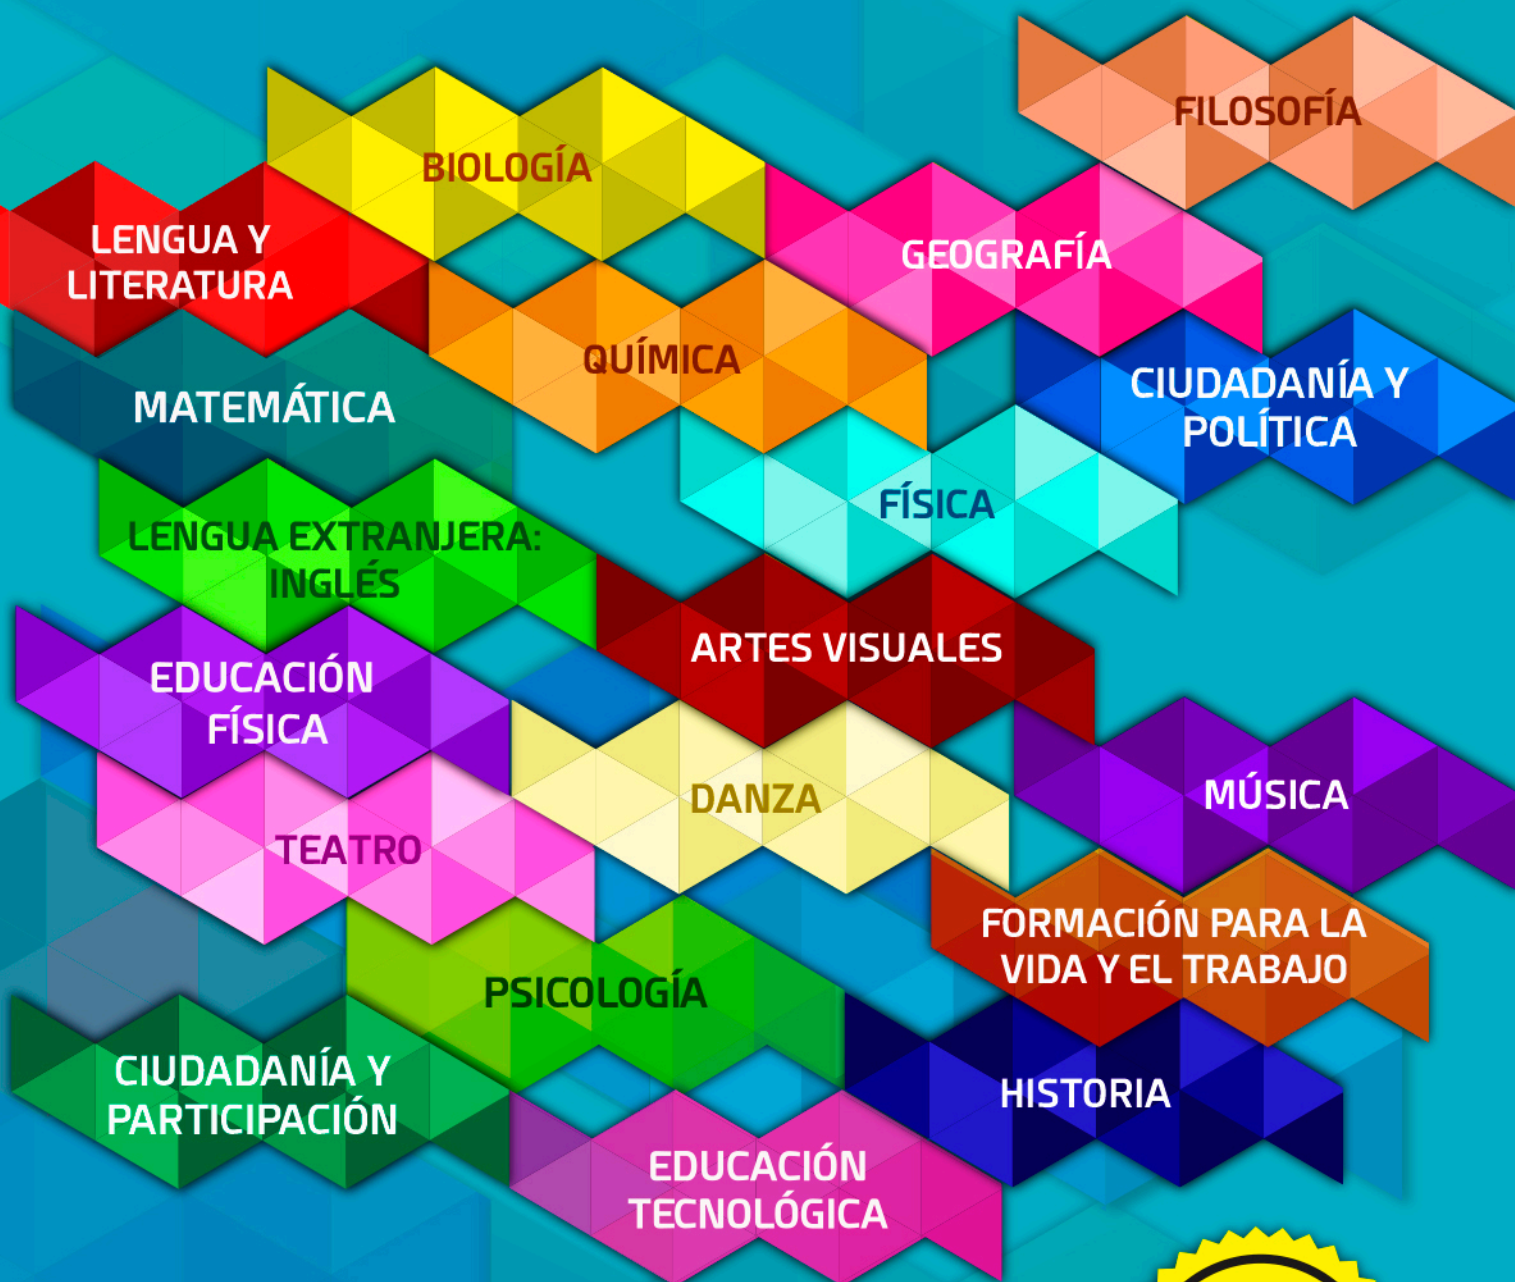 FILOSOFÍA
BIOLOGÍA
LENGUA Y
LITERATURA
GEOGRAFÍA
QUÍMICA
CIUDADANÍA Y
POLÍTICA
MATEMÁTICA
FÍSICA
LENGUA EXTRANJERA:
INGLÉS
ARTES VISUALES
EDUCACIÓN
FÍSICA
DANZA
MÚSICA
TEATRO
FORMACIÓN PARA LA
VIDA Y EL TRABAJO
PSICOLOGÍA
CIUDADANÍA Y
PARTICIPACIÓN
HISTORIA
EDUCACIÓN
TECNOLÓGICA